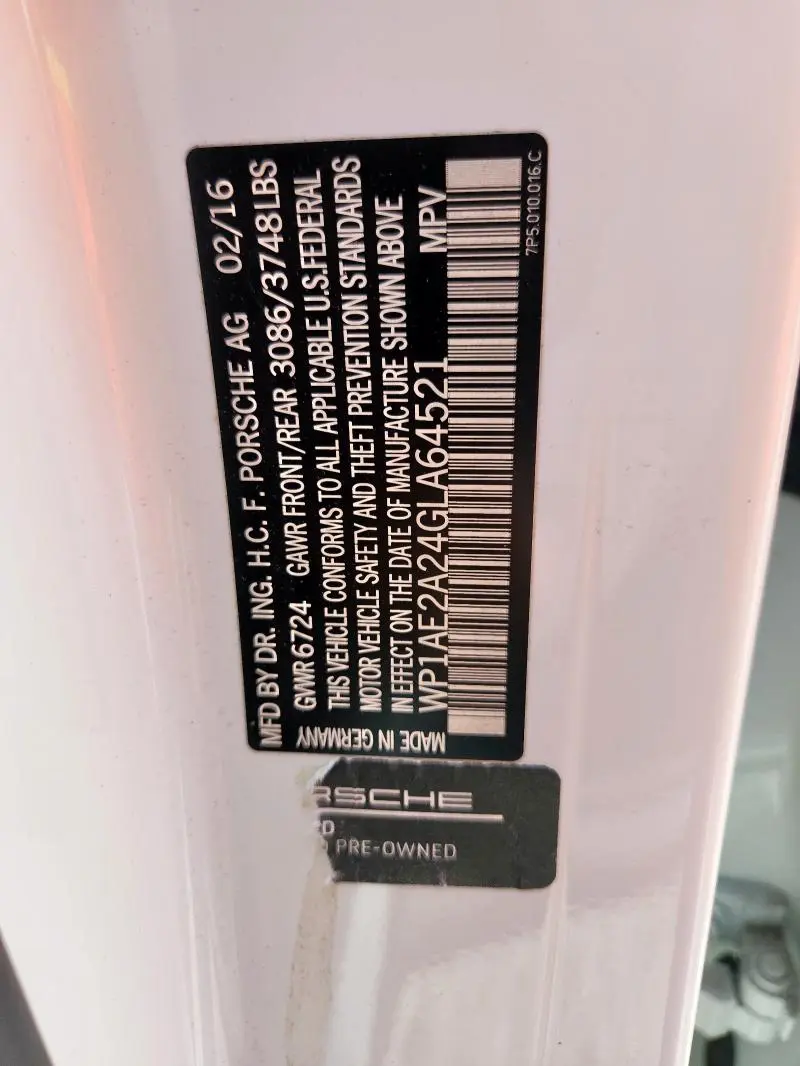 MFD BY DR. ING. H.C. F. PORSCHE AG 02/16
GVWR 6724 GAWR FRONT/REAR 3086/3748LBS
THIS VEHICLE CONFORMS TO ALL APPLICABLE U.S.FEDERAL
MOTOR VEHICLE SAFETY AND THEFT PREVENTION STANDARDS
IN EFFECT ON THE DATE OF MANUFACTURE SHOWN ABOVE
WP1AE2A24GLA64521 MPV
7P5.010.016.C
MADE IN GERMANY
RSCHE
PRE-OWNED